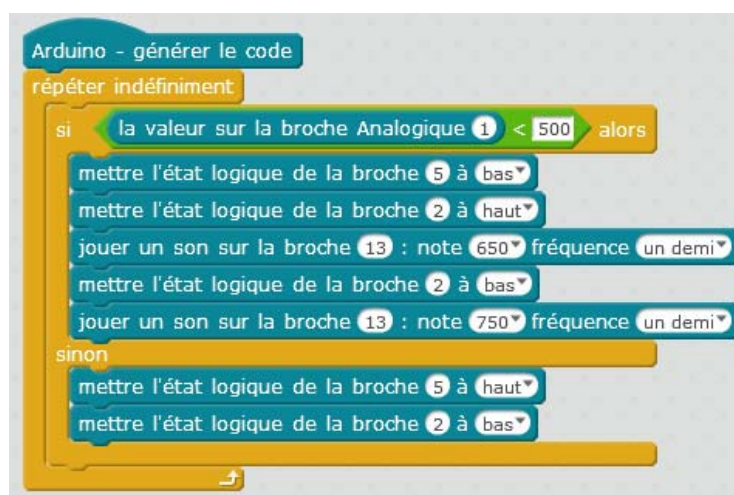 Arduino - générer le code
répéter indéfiniment
si la valeur sur la broche Analogique 1 < 500 alors
mettre l'état logique de la broche 5 à bas
mettre l'état logique de la broche 2 à haut
jouer un son sur la broche 13 : note 650 fréquence un demi
mettre l'état logique de la broche 2 à bas
jouer un son sur la broche 13 : note 750 fréquence un demi
sinon
mettre l'état logique de la broche 5 à haut
mettre l'état logique de la broche 2 à bas